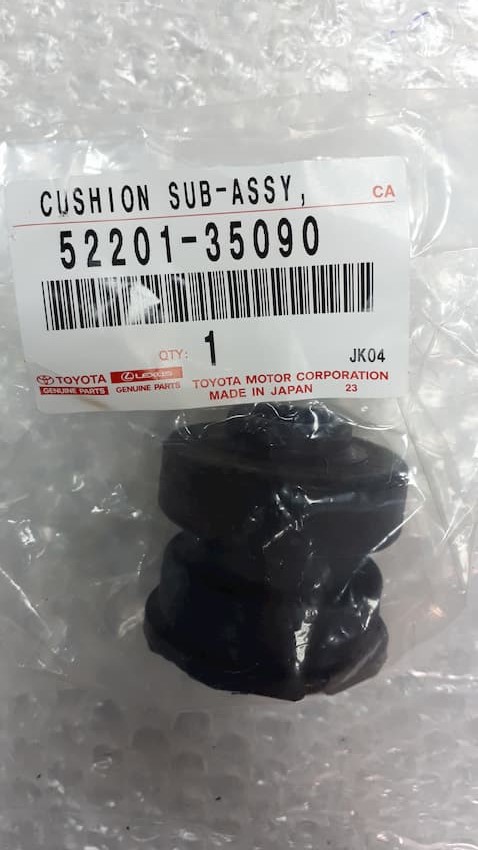 CUSHION SUB-ASSY,
CA
52201-35090
QTY: 1
JK04
TOYOTA LEXUS TOYOTA MOTOR CORPORATION
GENUINE PARTS GENUINE PARTS MADE IN JAPAN 23